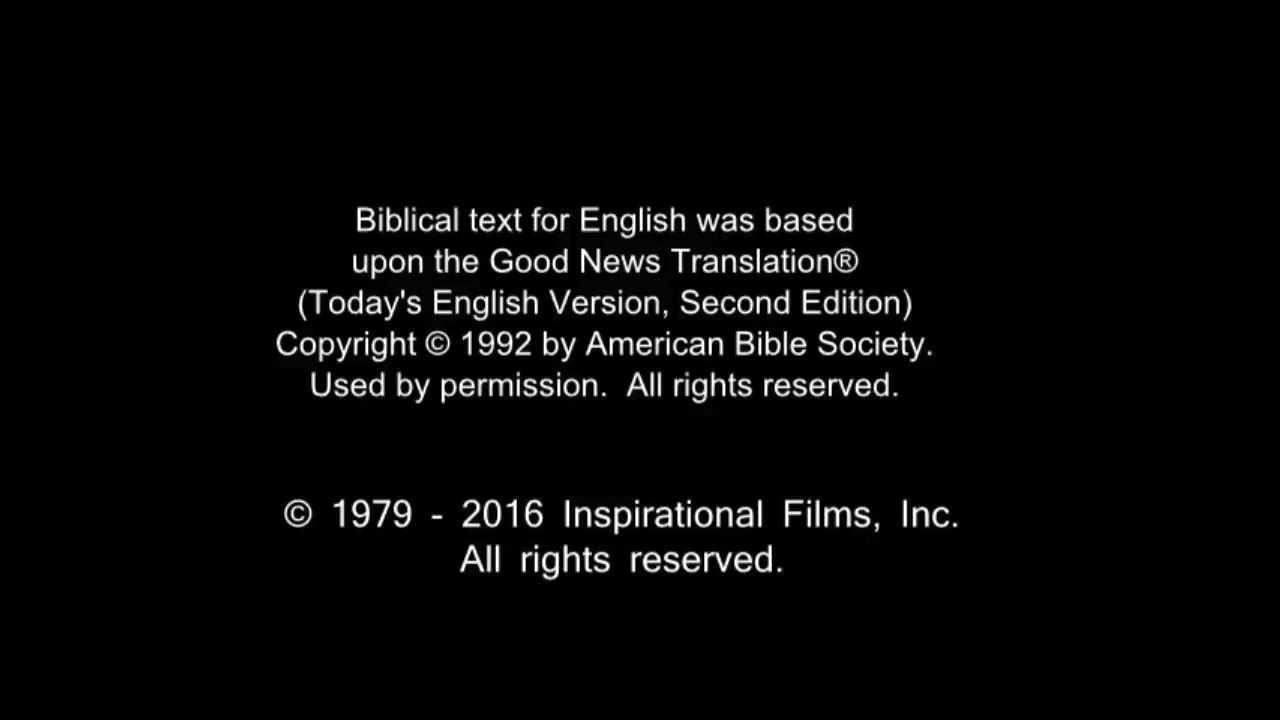 Biblical text for English was based
upon the Good News Translation®
(Today's English Version, Second Edition)
Copyright © 1992 by American Bible Society.
Used by permission.  All rights reserved.
© 1979 - 2016 Inspirational Films, Inc.
All rights reserved.